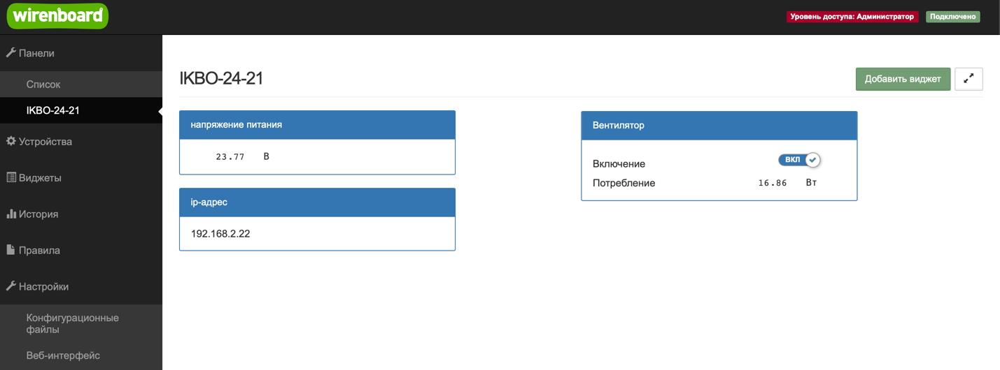 wirenboard
Уровень доступа: Администратор
Подключено
Панели
Список
IKBO-24-21
Устройства
Виджеты
История
Правила
Настройки
Конфигурационные
файлы
Веб-интерфейс
IKBO-24-21
Добавить виджет
напряжение питания
23.77 В
ip-адрес
192.168.2.22
Вентилятор
Включение ВКЛ
Потребление 16.86 Вт